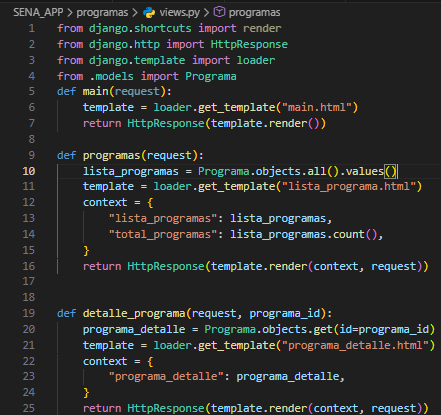 SENA_APP > programas > views.py > programas
1 from django.shortcuts import render
2 from django.http import HttpResponse
3 from django.template import loader
4 from .models import Programa
5 def main(request):
6     template = loader.get_template("main.html")
7     return HttpResponse(template.render())
8
9 def programas(request):
10     lista_programas = Programa.objects.all().values()
11     template = loader.get_template("lista_programa.html")
12     context = {
13         "lista_programas": lista_programas,
14         "total_programas": lista_programas.count(),
15     }
16     return HttpResponse(template.render(context, request))
17
18
19 def detalle_programa(request, programa_id):
20     programa_detalle = Programa.objects.get(id=programa_id)
21     template = loader.get_template("programa_detalle.html")
22     context = {
23         "programa_detalle": programa_detalle,
24     }
25     return HttpResponse(template.render(context, request))